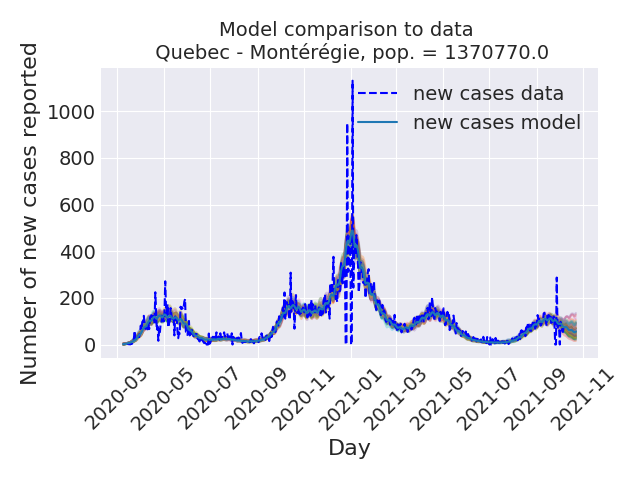 Model comparison to data
Quebec - Montérégie, pop. = 1370770.0
Number of new cases reported
1000
800
600
400
200
0
new cases data
new cases model
2020-03
2020-05
2020-07
2020-09
2020-11
2021-01
2021-03
2021-05
2021-07
2021-09
2021-11
Day